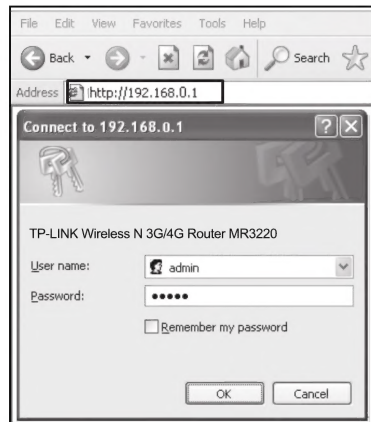 File Edit View Favorites Tools Help
Back Search
Address http://192.168.0.1
Connect to 192.168.0.1
TP-LINK Wireless N 3G/4G Router MR3220
User name: admin
Password: •••••
Remember my password
OK Cancel